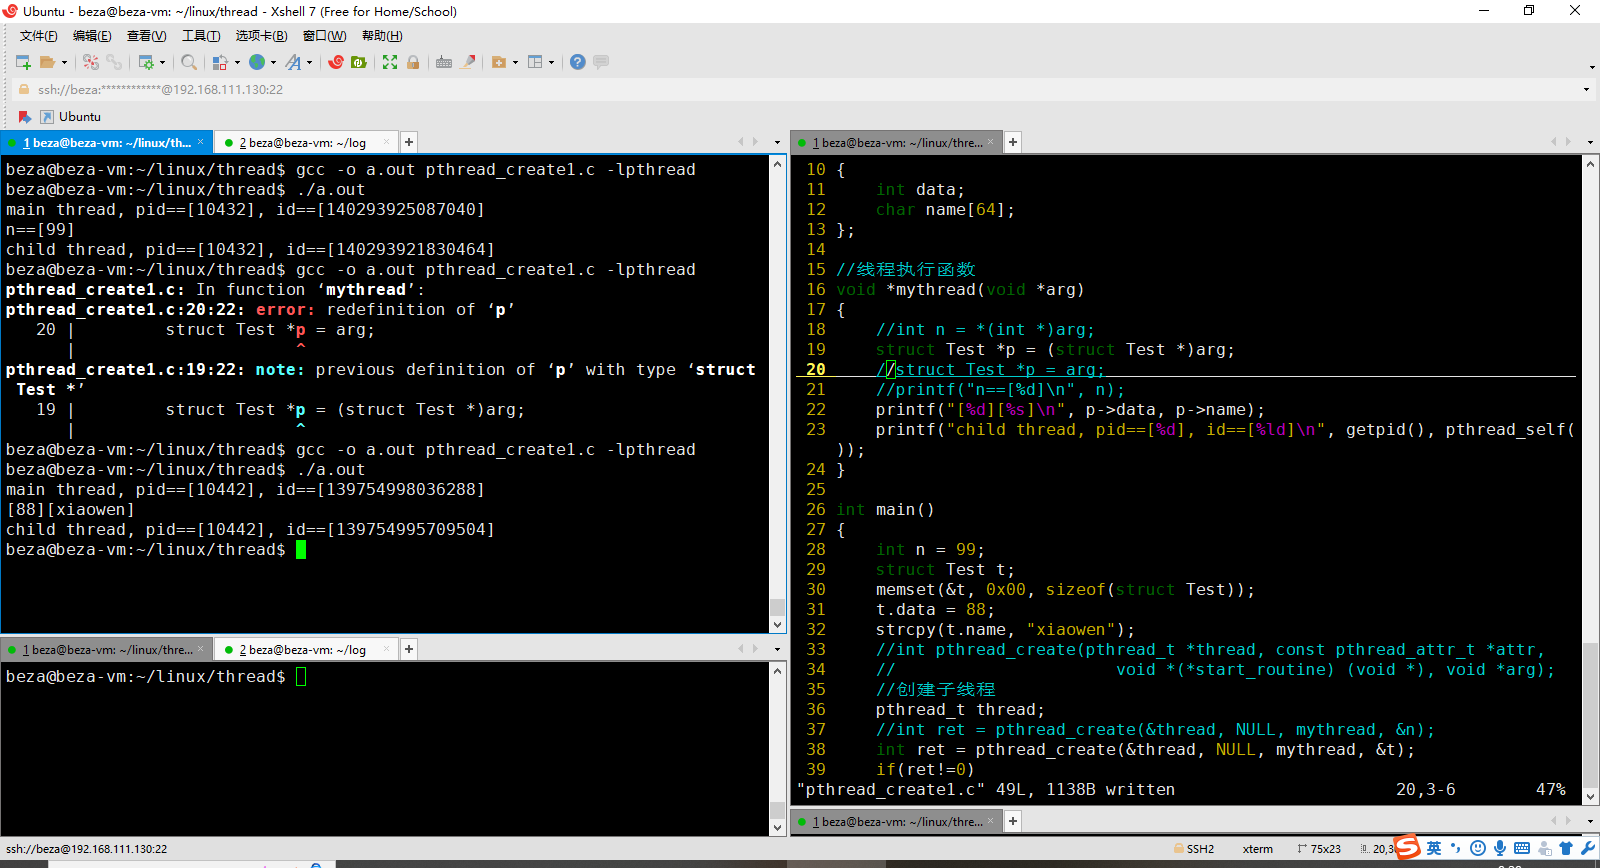 Ubuntu - beza@beza-vm: ~/linux/thread - Xshell 7 (Free for Home/School)
文件(F) 编辑(E) 查看(V) 工具(T) 选项卡(B) 窗口(W) 帮助(H)
ssh://beza:************@192.168.111.130:22
Ubuntu
1 beza@beza-vm: ~/linux/th... × 2 beza@beza-vm: ~/log × +
beza@beza-vm:~/linux/thread$ gcc -o a.out pthread_create1.c -lpthread
beza@beza-vm:~/linux/thread$ ./a.out
main thread, pid==[10432], id==[140293925087040]
n==[99]
child thread, pid==[10432], id==[140293921830464]
beza@beza-vm:~/linux/thread$ gcc -o a.out pthread_create1.c -lpthread
pthread_create1.c: In function ‘mythread’:
pthread_create1.c:20:22: error: redefinition of ‘p’
20 | struct Test *p = arg;
| ^
pthread_create1.c:19:22: note: previous definition of ‘p’ with type ‘struct
Test *’
19 | struct Test *p = (struct Test *)arg;
| ^
beza@beza-vm:~/linux/thread$ gcc -o a.out pthread_create1.c -lpthread
beza@beza-vm:~/linux/thread$ ./a.out
main thread, pid==[10442], id==[139754998036288]
[88][xiaowen]
child thread, pid==[10442], id==[139754995709504]
beza@beza-vm:~/linux/thread$
1 beza@beza-vm: ~/linux/thre... × 2 beza@beza-vm: ~/log × +
beza@beza-vm:~/linux/thread$
1 beza@beza-vm: ~/linux/thre... × +
10 {
11 int data;
12 char name[64];
13 };
14
15 //线程执行函数
16 void *mythread(void *arg)
17 {
18 //int n = *(int *)arg;
19 struct Test *p = (struct Test *)arg;
20 //struct Test *p = arg;
21 //printf("n==[%d]\n", n);
22 printf("[%d][%s]\n", p->data, p->name);
23 printf("child thread, pid==[%d], id==[%ld]\n", getpid(), pthread_self(
));
24 }
25
26 int main()
27 {
28 int n = 99;
29 struct Test t;
30 memset(&t, 0x00, sizeof(struct Test));
31 t.data = 88;
32 strcpy(t.name, "xiaowen");
33 //int pthread_create(pthread_t *thread, const pthread_attr_t *attr,
34 // void *(*start_routine) (void *), void *arg);
35 //创建子线程
36 pthread_t thread;
37 //int ret = pthread_create(&thread, NULL, mythread, &n);
38 int ret = pthread_create(&thread, NULL, mythread, &t);
39 if(ret!=0)
"pthread_create1.c" 49L, 1138B written 20,3-6 47%
1 beza@beza-vm: ~/linux/thre... × +
ssh://beza@192.168.111.130:22 SSH2 xterm 75x23 英